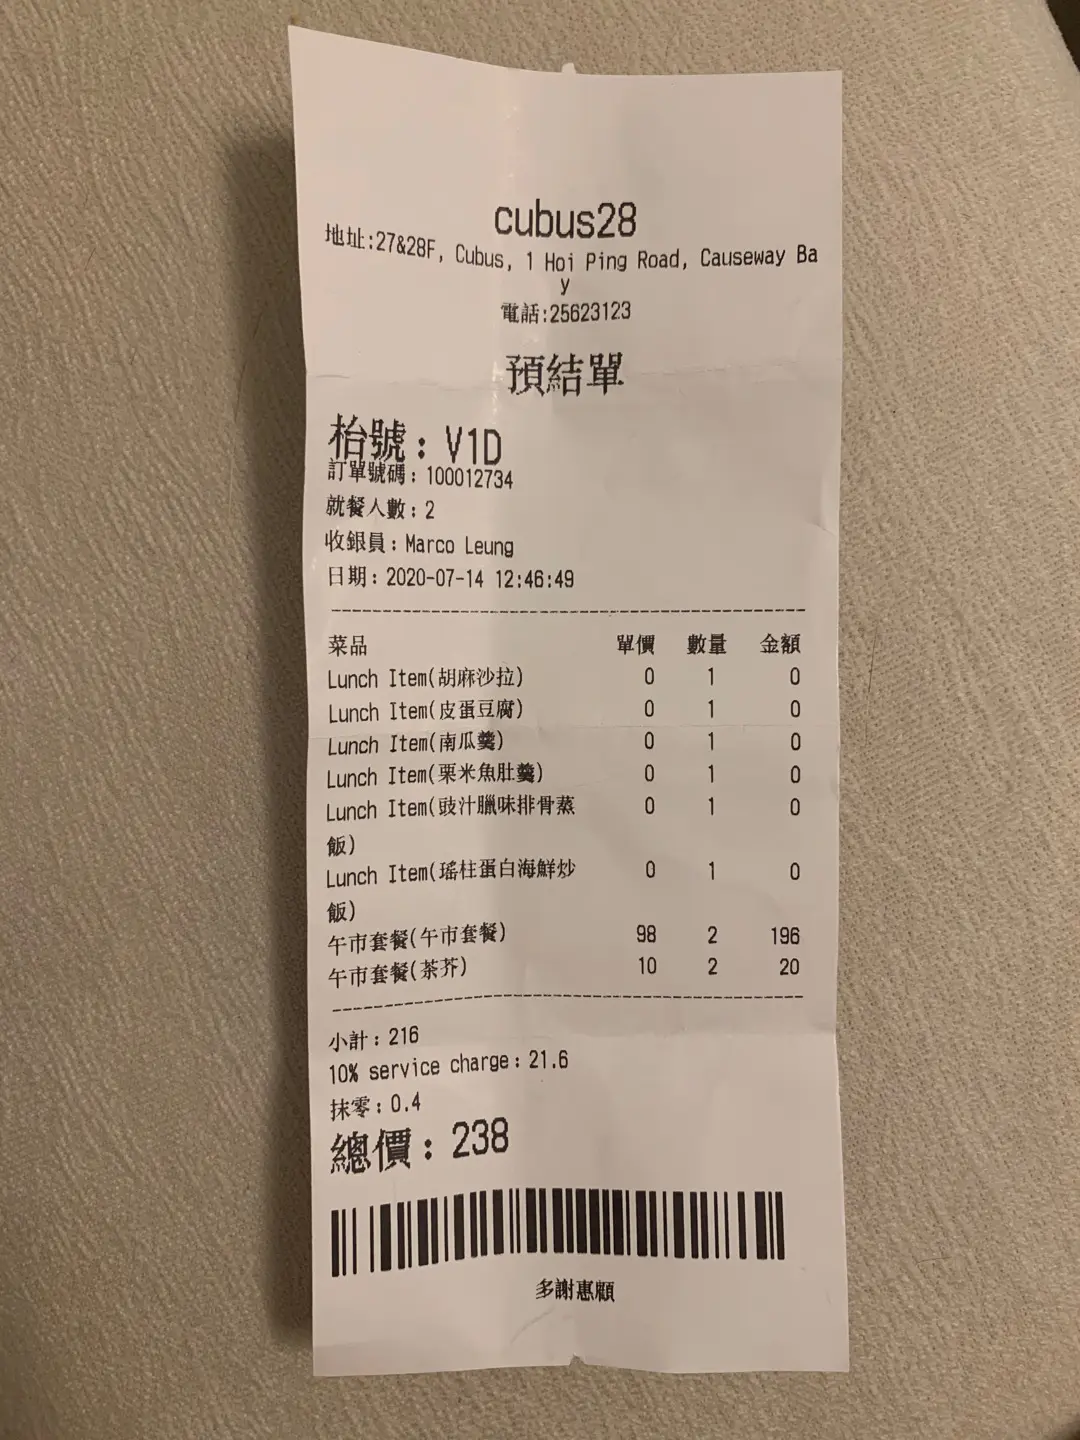 cubus28
地址:27&28F, Cubus, 1 Hoi Ping Road, Causeway Ba
y
電話:25623123
預結單
枱號: V1D
訂單號碼: 100012734
就餐人數: 2
收銀員: Marco Leung
日期: 2020-07-14 12:46:49
菜品 單價 數量 金額
Lunch Item(胡麻沙拉) 0 1 0
Lunch Item(皮蛋豆腐) 0 1 0
Lunch Item(南瓜羹) 0 1 0
Lunch Item(栗米魚肚羹) 0 1 0
Lunch Item(豉汁臘味排骨蒸 0 1 0
飯)
Lunch Item(瑤柱蛋白海鮮炒 0 1 0
飯)
午市套餐(午市套餐) 98 2 196
午市套餐(茶芥) 10 2 20
小計: 216
10% service charge: 21.6
抹零: 0.4
總價: 238
多謝惠顧